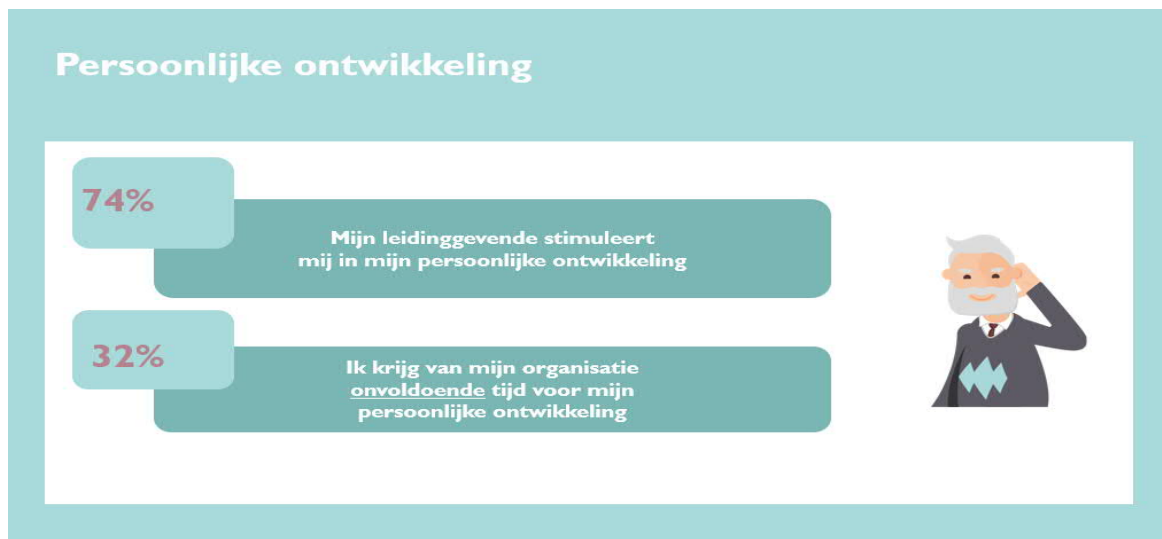 Persoonlijke ontwikkeling
74%
Mijn leidinggevende stimuleert
mij in mijn persoonlijke ontwikkeling
32%
Ik krijg van mijn organisatie
onvoldoende tijd voor mijn
persoonlijke ontwikkeling